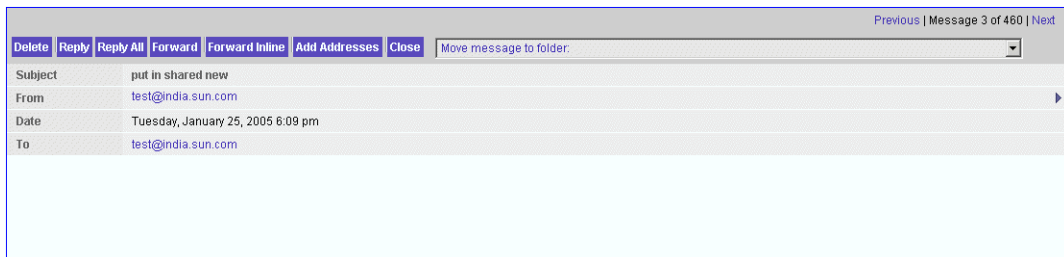 Previous | Message 3 of 460 | Next
Delete Reply Reply All Forward Forward Inline Add Addresses Close Move message to folder:
Subject put in shared new
From test@india.sun.com
Date Tuesday, January 25, 2005 6:09 pm
To test@india.sun.com